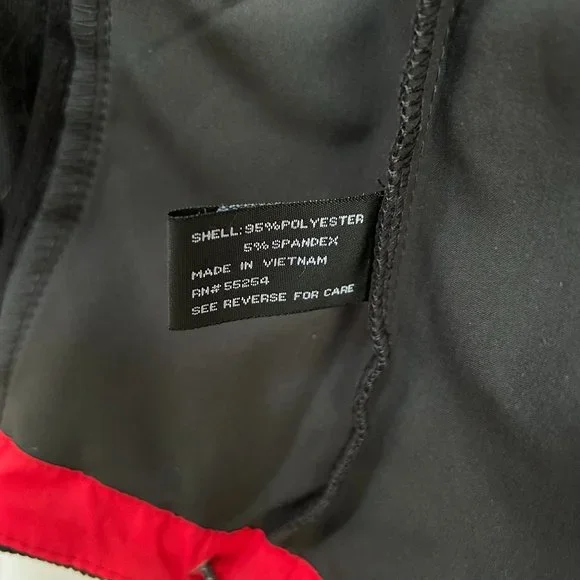 SHELL: 95%POLYESTER
5%SPANDEX
MADE IN VIETNAM
RN# 55254
SEE REVERSE FOR CARE